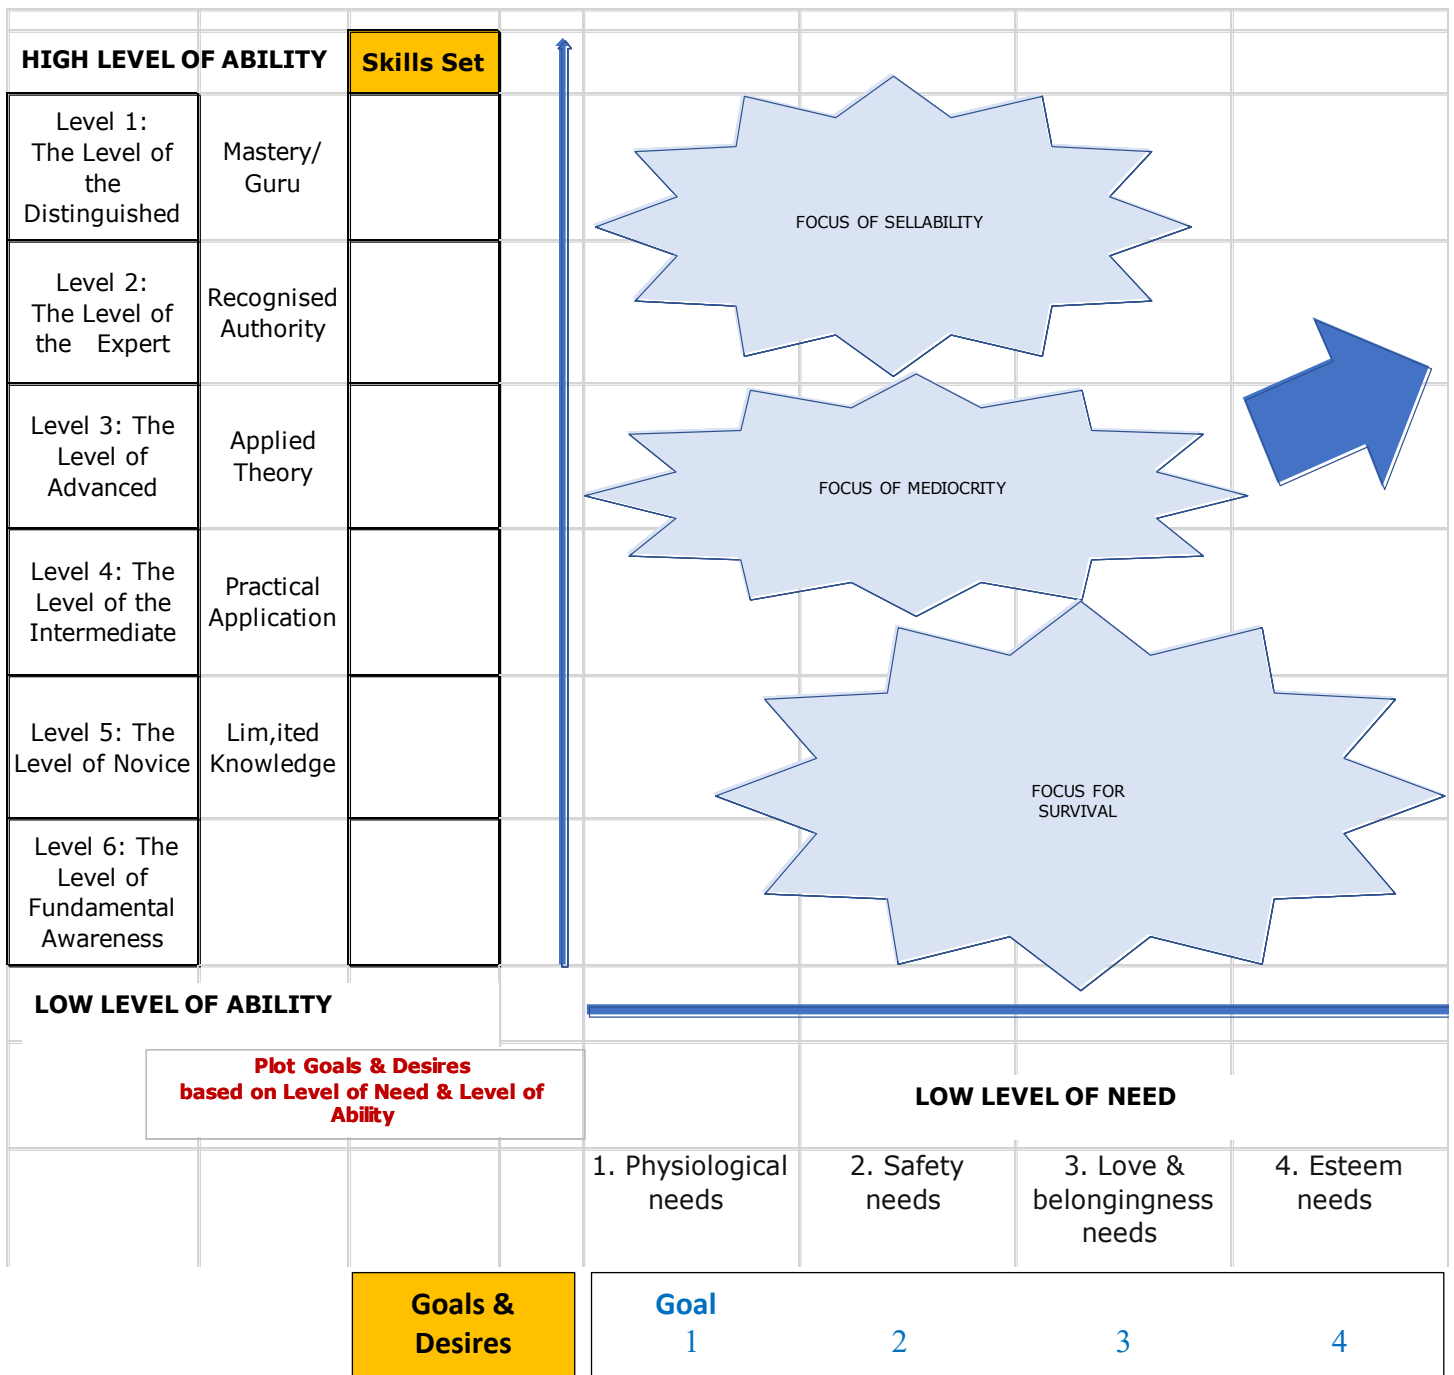 HIGH LEVEL OF ABILITY
Skills Set
Level 1:
The Level of
the
Distinguished
Mastery/
Guru
FOCUS OF SELLABILITY
Level 2:
The Level of
the Expert
Recognised
Authority
Level 3: The
Level of
Advanced
Applied
Theory
FOCUS OF MEDIOCRITY
Level 4: The
Level of the
Intermediate
Practical
Application
Level 5: The
Level of Novice
Lim,ited
Knowledge
FOCUS FOR
SURVIVAL
Level 6: The
Level of
Fundamental
Awareness
LOW LEVEL OF ABILITY
Plot Goals & Desires
based on Level of Need & Level of
Ability
LOW LEVEL OF NEED
1. Physiological
needs
2. Safety
needs
3. Love &
belongingness
needs
4. Esteem
needs
Goals &
Desires
Goal
1
2
3
4